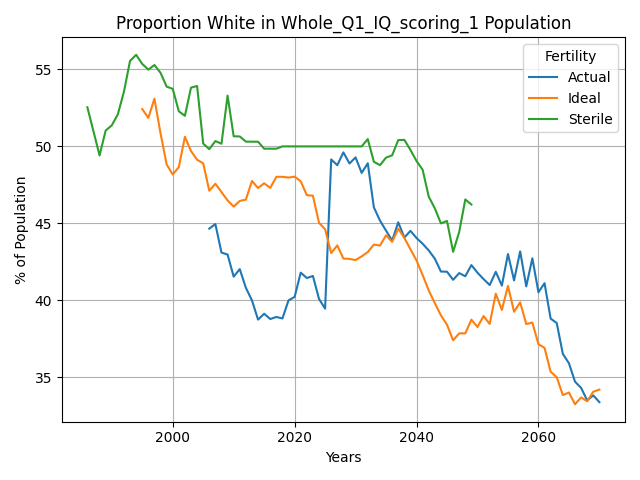 Proportion White in Whole_Q1_IQ_scoring_1 Population
Fertility
Actual
Ideal
Sterile
% of Population
55
50
45
40
35
2000
2020
2040
2060
Years